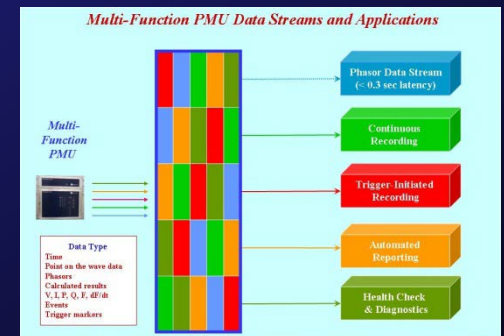 Multi-Function PMU Data Streams and Applications
Multi-
Function
PMU
Data Type
Time
Point on the wave data
Phasors
Calculated results
V, I, P, Q, F, dF/dt
Events
Trigger markers
Phasor Data Stream
(< 0.3 sec latency)
Continuous
Recording
Trigger-Initiated
Recording
Automated
Reporting
Health Check
& Diagnostics